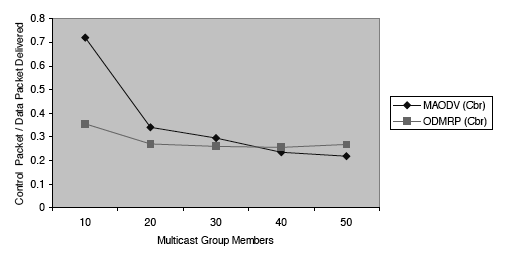 Control Packet / Data Packet Delivered
0.8
0.7
0.6
0.5
0.4
0.3
0.2
0.1
0
10 20 30 40 50
Multicast Group Members
MAODV (Cbr)
ODMRP (Cbr)